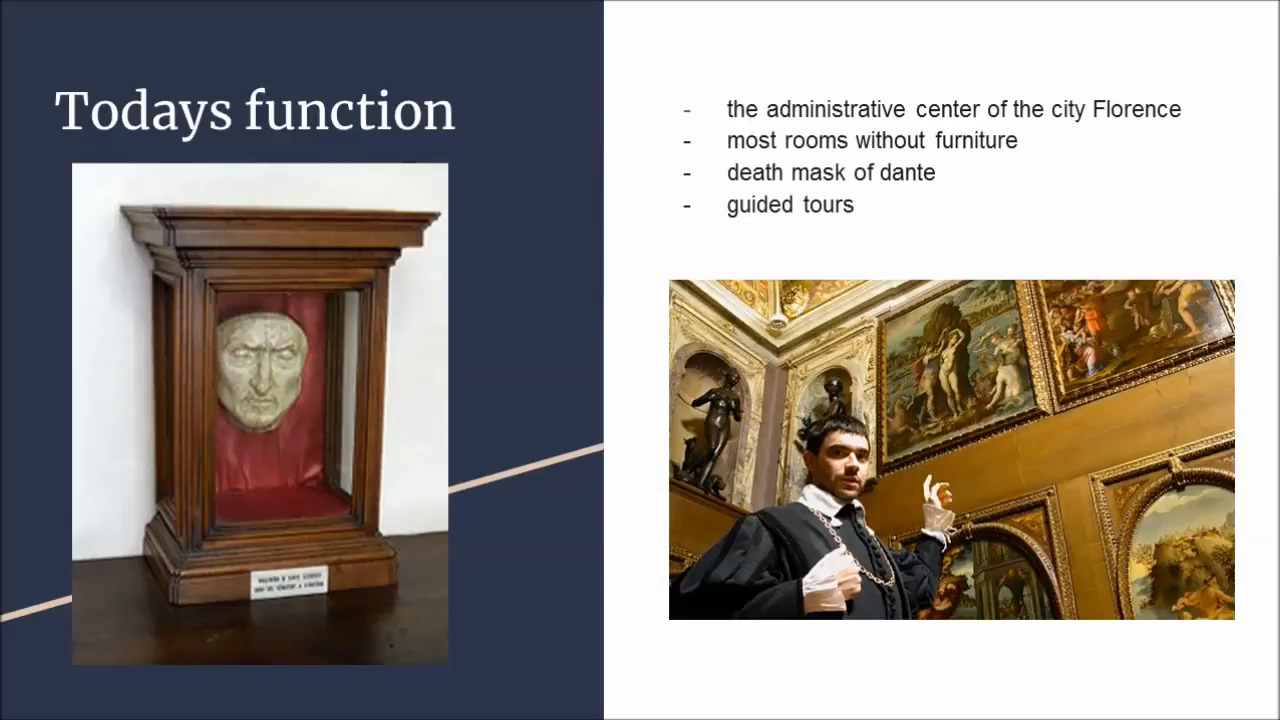 Todays function
- the administrative center of the city Florence
- most rooms without furniture
- death mask of dante
- guided tours